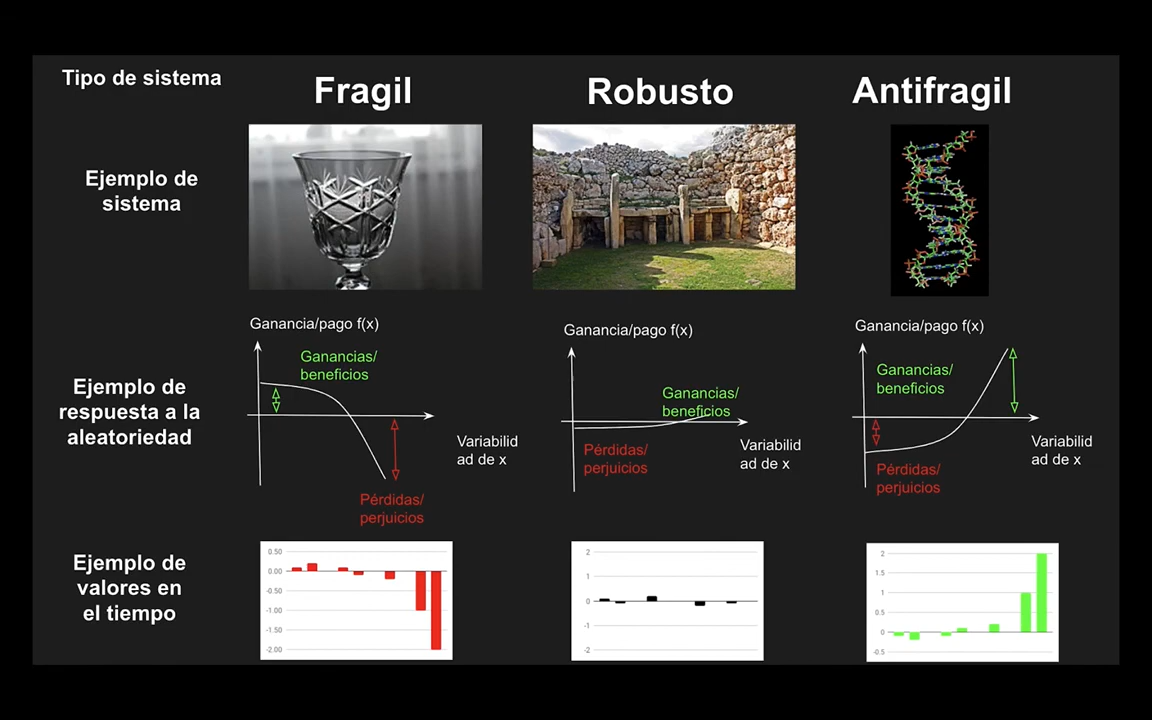 Tipo de sistema
Fragil
Robusto
Antifragil
Ejemplo de
sistema
Ejemplo de
respuesta a la
aleatoriedad
Ganancia/pago f(x)
Ganancias/
beneficios
Variabilid
ad de x
Pérdidas/
perjuicios
Ganancia/pago f(x)
Ganancias/
beneficios
Pérdidas/
perjuicios
Variabilid
ad de x
Ganancia/pago f(x)
Ganancias/
beneficios
Pérdidas/
perjuicios
Variabilid
ad de x
Ejemplo de
valores en
el tiempo
0.50
0.00
-0.50
-1.00
-1.50
-2.00
2
1
0
-1
-2
2
1.5
1
0.5
0
-0.5